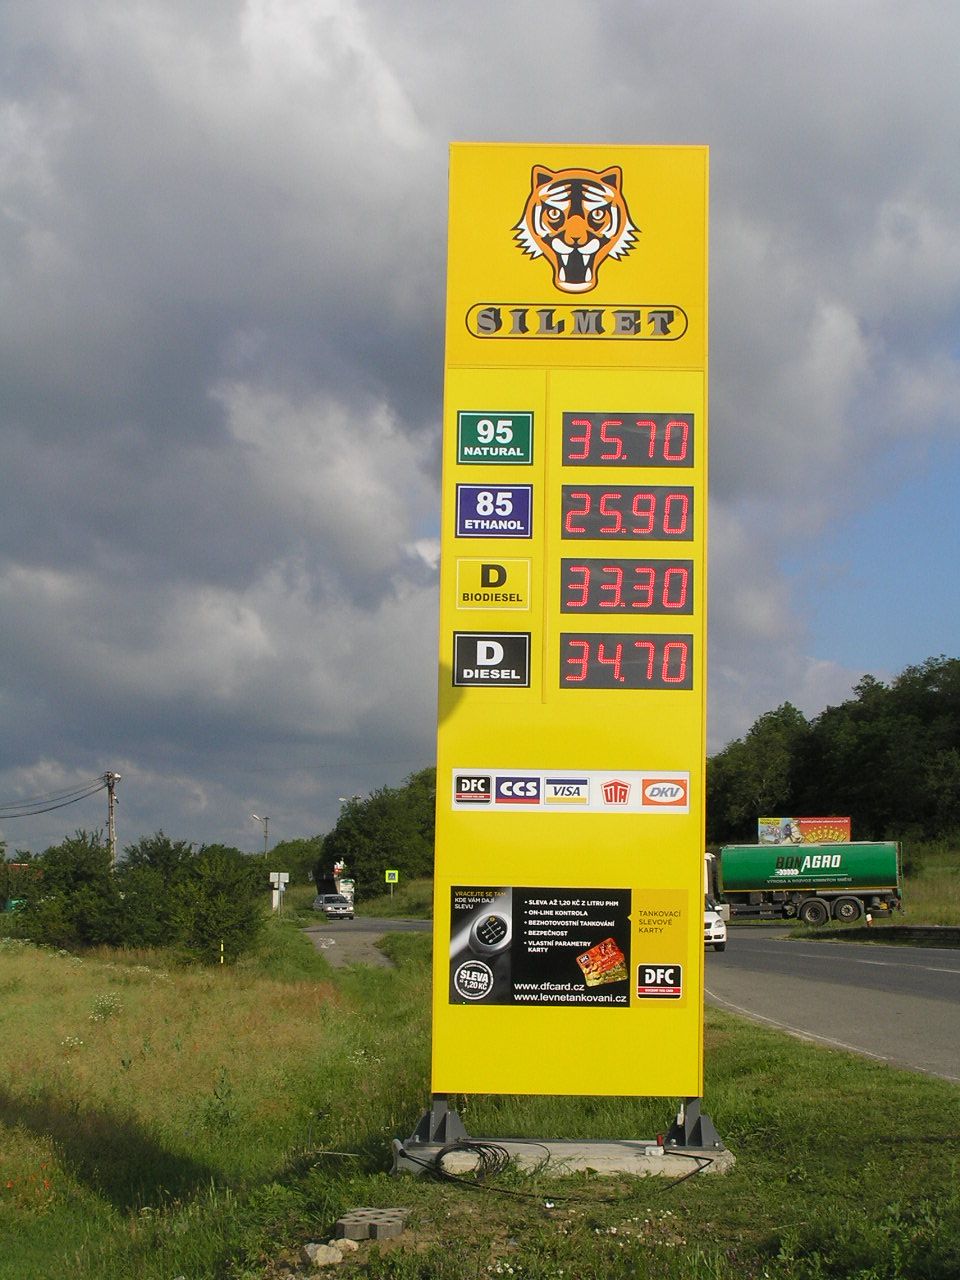 SILMET
95
NATURAL
35.70
85
ETHANOL
25.90
D
BIODIESEL
33.30
D
DIESEL
34.70
DFC CCS VISA UTA DKV
VRACEJTE SE TAM,
KDE VÁM DAJÍ
SLEVU
• SLEVA AŽ 1,20 KČ Z LITRU PHM
• ON-LINE KONTROLA
• BEZHOTOVOSTNÍ TANKOVÁNÍ
• BEZPEČNOST
• VLASTNÍ PARAMETRY
KARTY
SLEVA
1,20 KČ
www.dfcard.cz
www.levnetankovani.cz
TANKOVACÍ
SLEVOVÉ
KARTY
DFC
BONAGRO